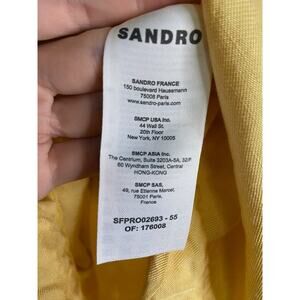 SANDRO
SANDRO FRANCE
150 boulevard Haussmann
75008 Paris
www.sandro-paris.com
SMCP USA Inc.
44 Wall St.
20th Floor
New York, NY 10005
SMCP ASIA Inc.
The Centrium, Suite 3203A-5A, 32/F
60 Wyndham Street, Central
HONG-KONG
SMCP SAS,
49, rue Etienne Marcel,
75001 Paris,
France
SFPRO02693 - 55
OF: 176008